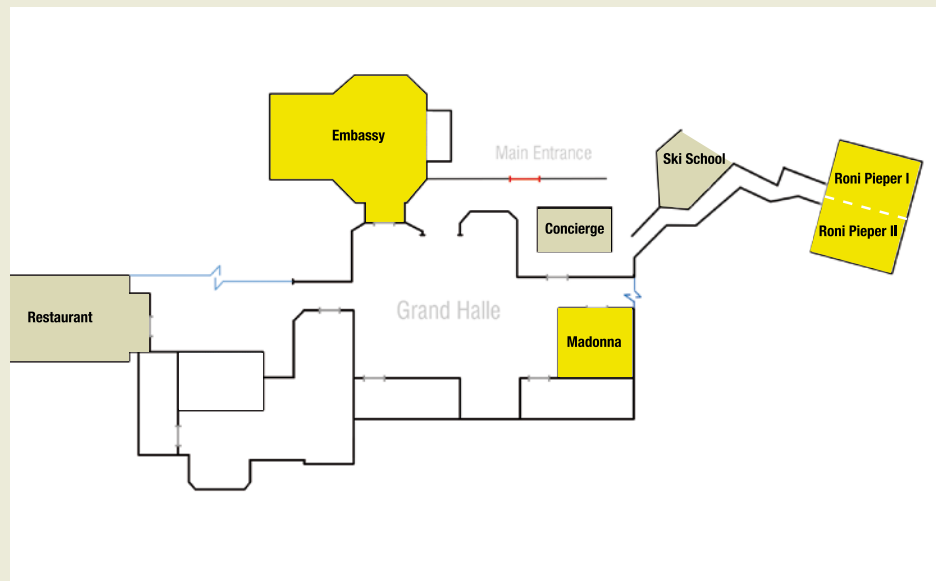 Embassy
Main Entrance
Ski School
Roni Pieper I
Concierge
Roni Pieper II
Grand Halle
Restaurant
Madonna